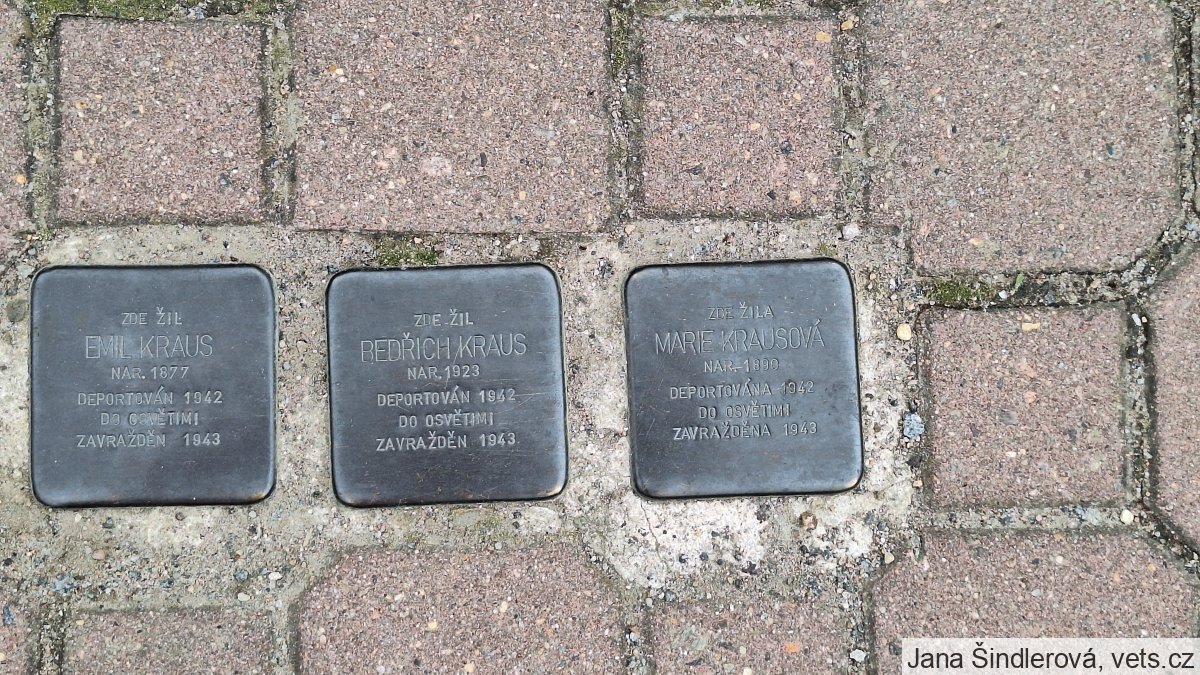 ZDE ŽIL
EMIL KRAUS
NAR. 1877
DEPORTOVÁN 1942
DO OSVĚTIMI
ZAVRAŽDĚN 1943
ZDE ŽIL
BEDŘICH KRAUS
NAR. 1923
DEPORTOVÁN 1942
DO OSVĚTIMI
ZAVRAŽDĚN 1943
ZDE ŽILA
MARIE KRAUSOVÁ
NAR. 1890
DEPORTOVÁNA 1942
DO OSVĚTIMI
ZAVRAŽDĚNA 1943
Jana Šindlerová, vets.cz